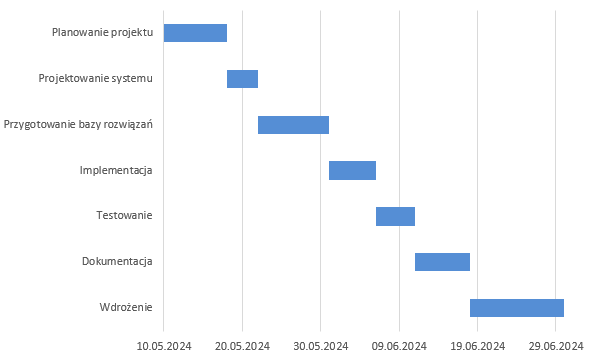 Planowanie projektu
Projektowanie systemu
Przygotowanie bazy rozwiązań
Implementacja
Testowanie
Dokumentacja
Wdrożenie
10.05.2024 20.05.2024 30.05.2024 09.06.2024 19.06.2024 29.06.2024